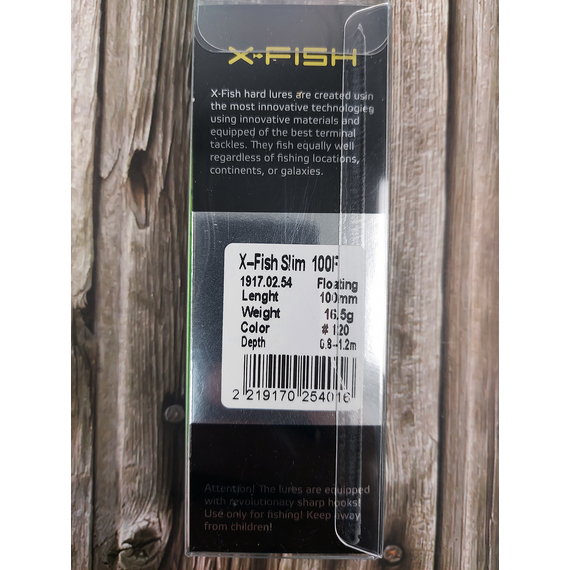 X-FISH
X-Fish hard lures are created usin
the most innovative technologies
using innovative materials and
equipped of the best terminal
tackles. They fish equally well
regardless of fishing locations,
continents, or galaxies.
X-Fish Slim 100F
1917.02.54 Floating
Lenght 100mm
Weight 16.5g
Color # 120
Depth 0.8-1.2m
2 219170 254016
Attention! The lures are equipped
with revolutionary sharp hooks!
Use only for fishing! Keep away
from children!